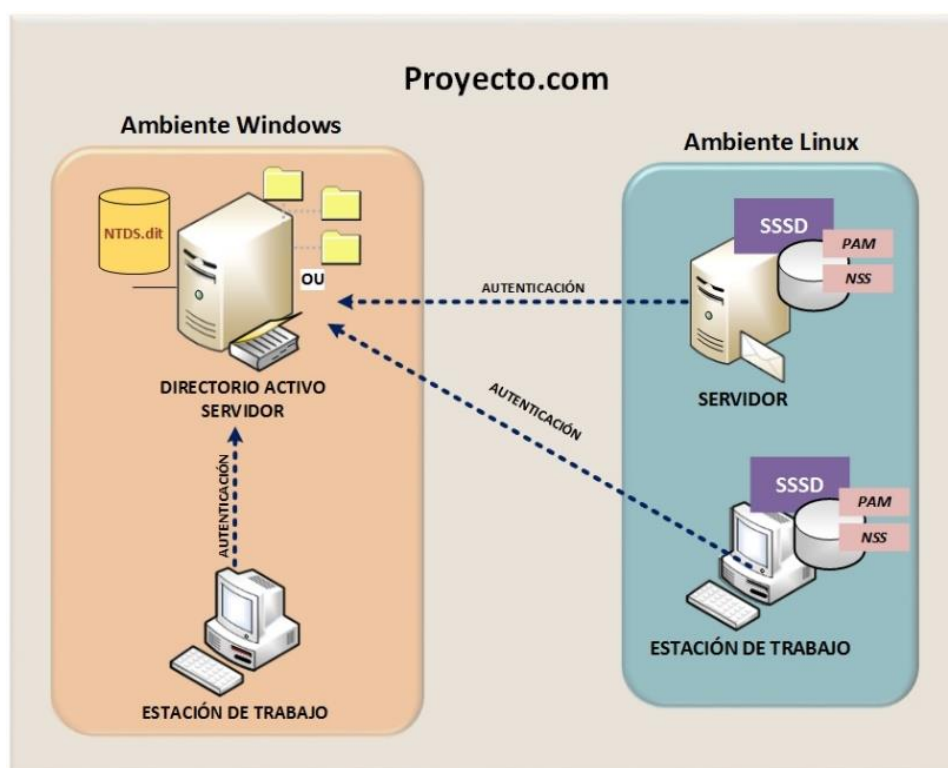 Proyecto.com
Ambiente Windows
NTDS.dit
OU
DIRECTORIO ACTIVO
SERVIDOR
AUTENTICACIÓN
ESTACIÓN DE TRABAJO
AUTENTICACIÓN
AUTENTICACIÓN
Ambiente Linux
SSSD
PAM
NSS
SERVIDOR
SSSD
PAM
NSS
ESTACIÓN DE TRABAJO